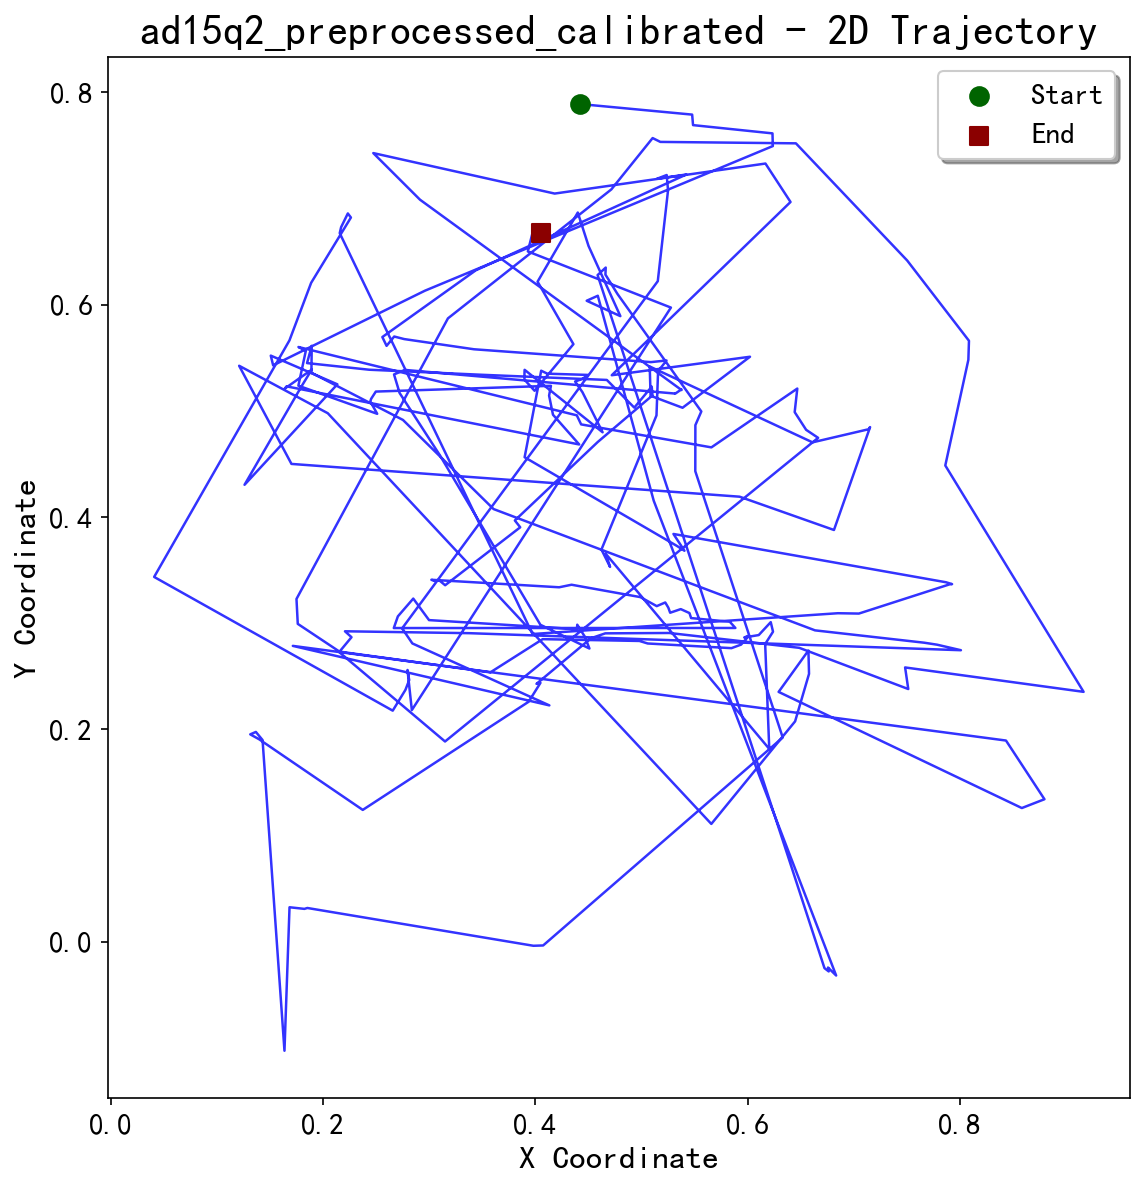 ad15q2_preprocessed_calibrated - 2D Trajectory
Start
End
0.8
0.6
0.4
0.2
0.0
Y Coordinate
0.0 0.2 0.4 0.6 0.8
X Coordinate